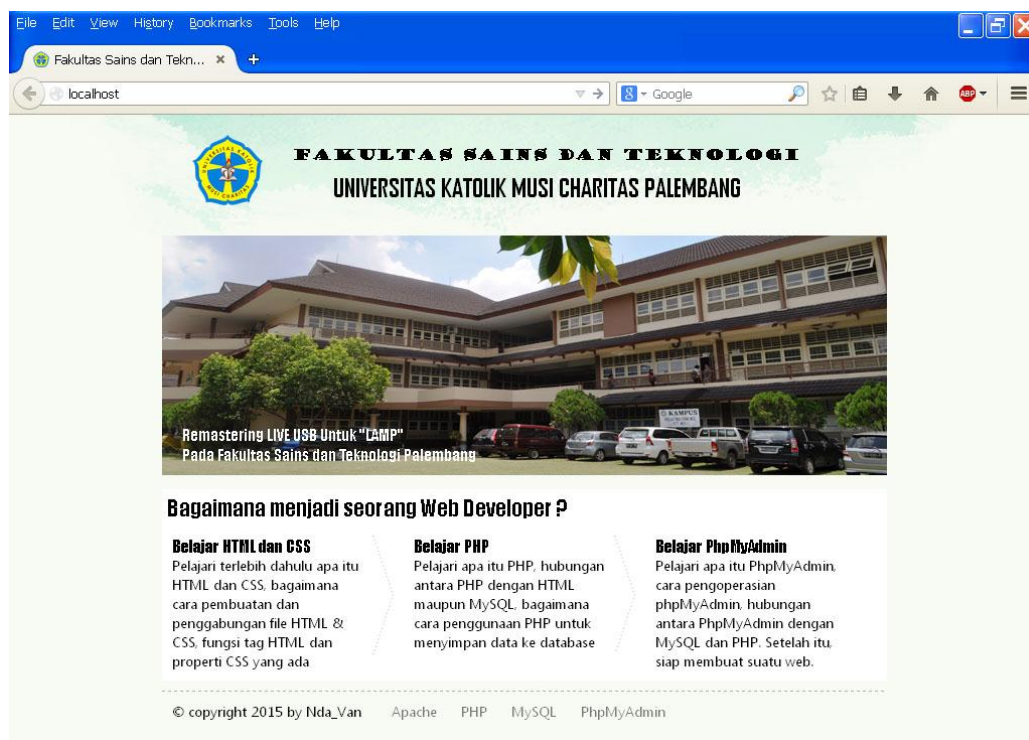 File Edit View History Bookmarks Tools Help
Fakultas Sains dan Tekn...
localhost
Google
ABP
FAKULTAS SAINS DAN TEKNOLOGI
UNIVERSITAS KATOLIK MUSI CHARITAS PALEMBANG
KAMPUS
Remastering LIVE USB Untuk "LAMP"
Pada Fakultas Sains dan Teknologi Palembang
Bagaimana menjadi seorang Web Developer ?
Belajar HTML dan CSS
Pelajari terlebih dahulu apa itu
HTML dan CSS, bagaimana
cara pembuatan dan
penggabungan file HTML &
CSS, fungsi tag HTML dan
properti CSS yang ada
Belajar PHP
Pelajari apa itu PHP, hubungan
antara PHP dengan HTML
maupun MySQL, bagaimana
cara penggunaan PHP untuk
menyimpan data ke database
Belajar PhpMyAdmin
Pelajari apa itu PhpMyAdmin,
cara pengoperasian
phpMyAdmin, hubungan
antara PhpMyAdmin dengan
MySQL dan PHP. Setelah itu,
siap membuat suatu web.
© copyright 2015 by Nda_Van Apache PHP MySQL PhpMyAdmin